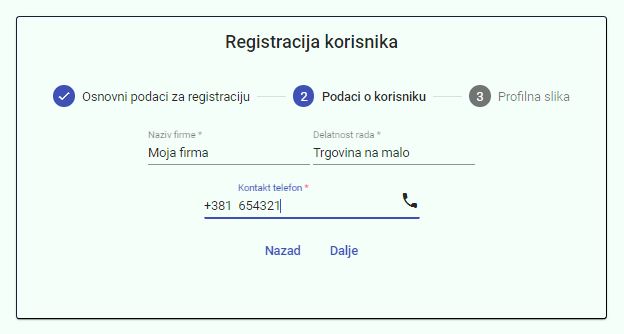 Registracija korisnika
Osnovni podaci za registraciju 2 Podaci o korisniku 3 Profilna slika
Naziv firme * Delatnost rada *
Moja firma Trgovina na malo
Kontakt telefon *
+381 654321
Nazad Dalje